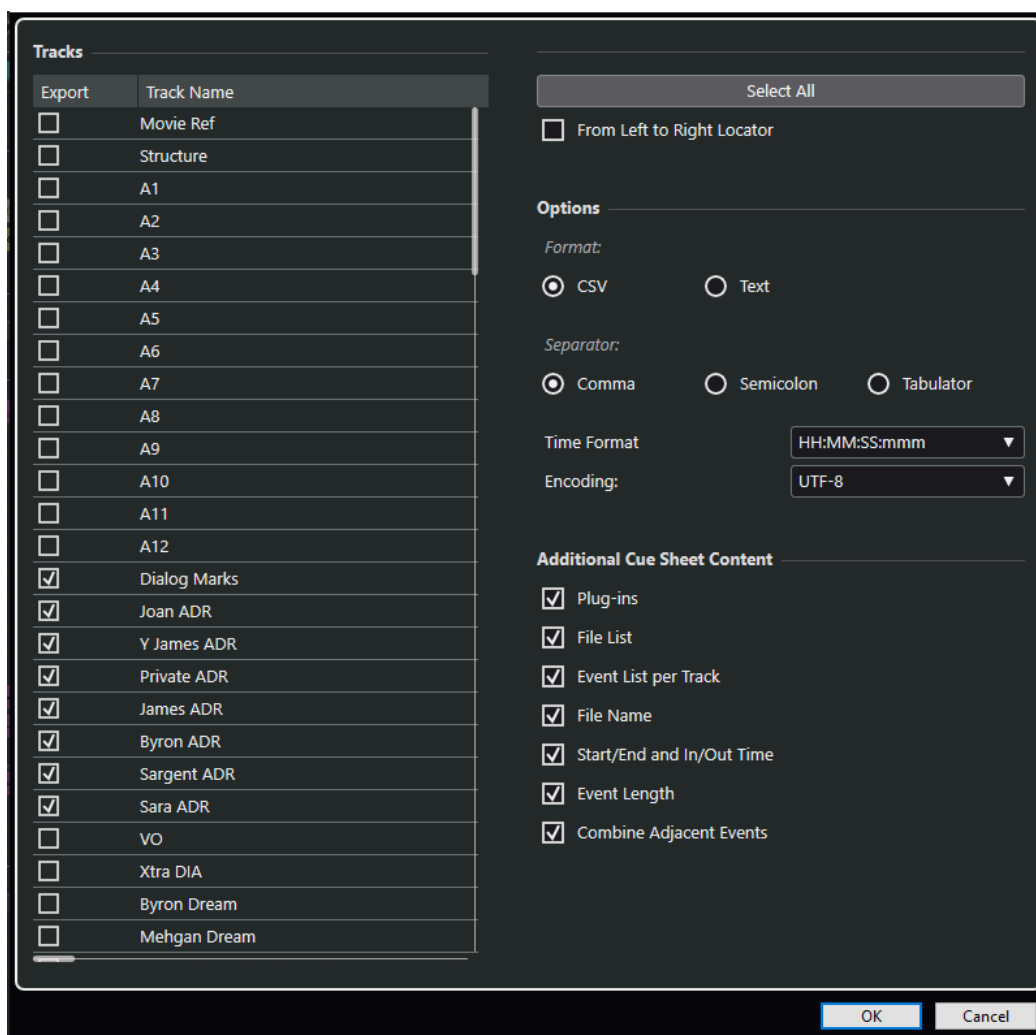 Tracks
Export Track Name
Movie Ref
Structure
A1
A2
A3
A4
A5
A6
A7
A8
A9
A10
A11
A12
Dialog Marks
Joan ADR
Y James ADR
Private ADR
James ADR
Byron ADR
Sargent ADR
Sara ADR
VO
Xtra DIA
Byron Dream
Mehgan Dream
Select All
From Left to Right Locator
Options
Format:
CSV Text
Separator:
Comma Semicolon Tabulator
Time Format HH:MM:SS:mmm
Encoding: UTF-8
Additional Cue Sheet Content
Plug-ins
File List
Event List per Track
File Name
Start/End and In/Out Time
Event Length
Combine Adjacent Events
OK Cancel